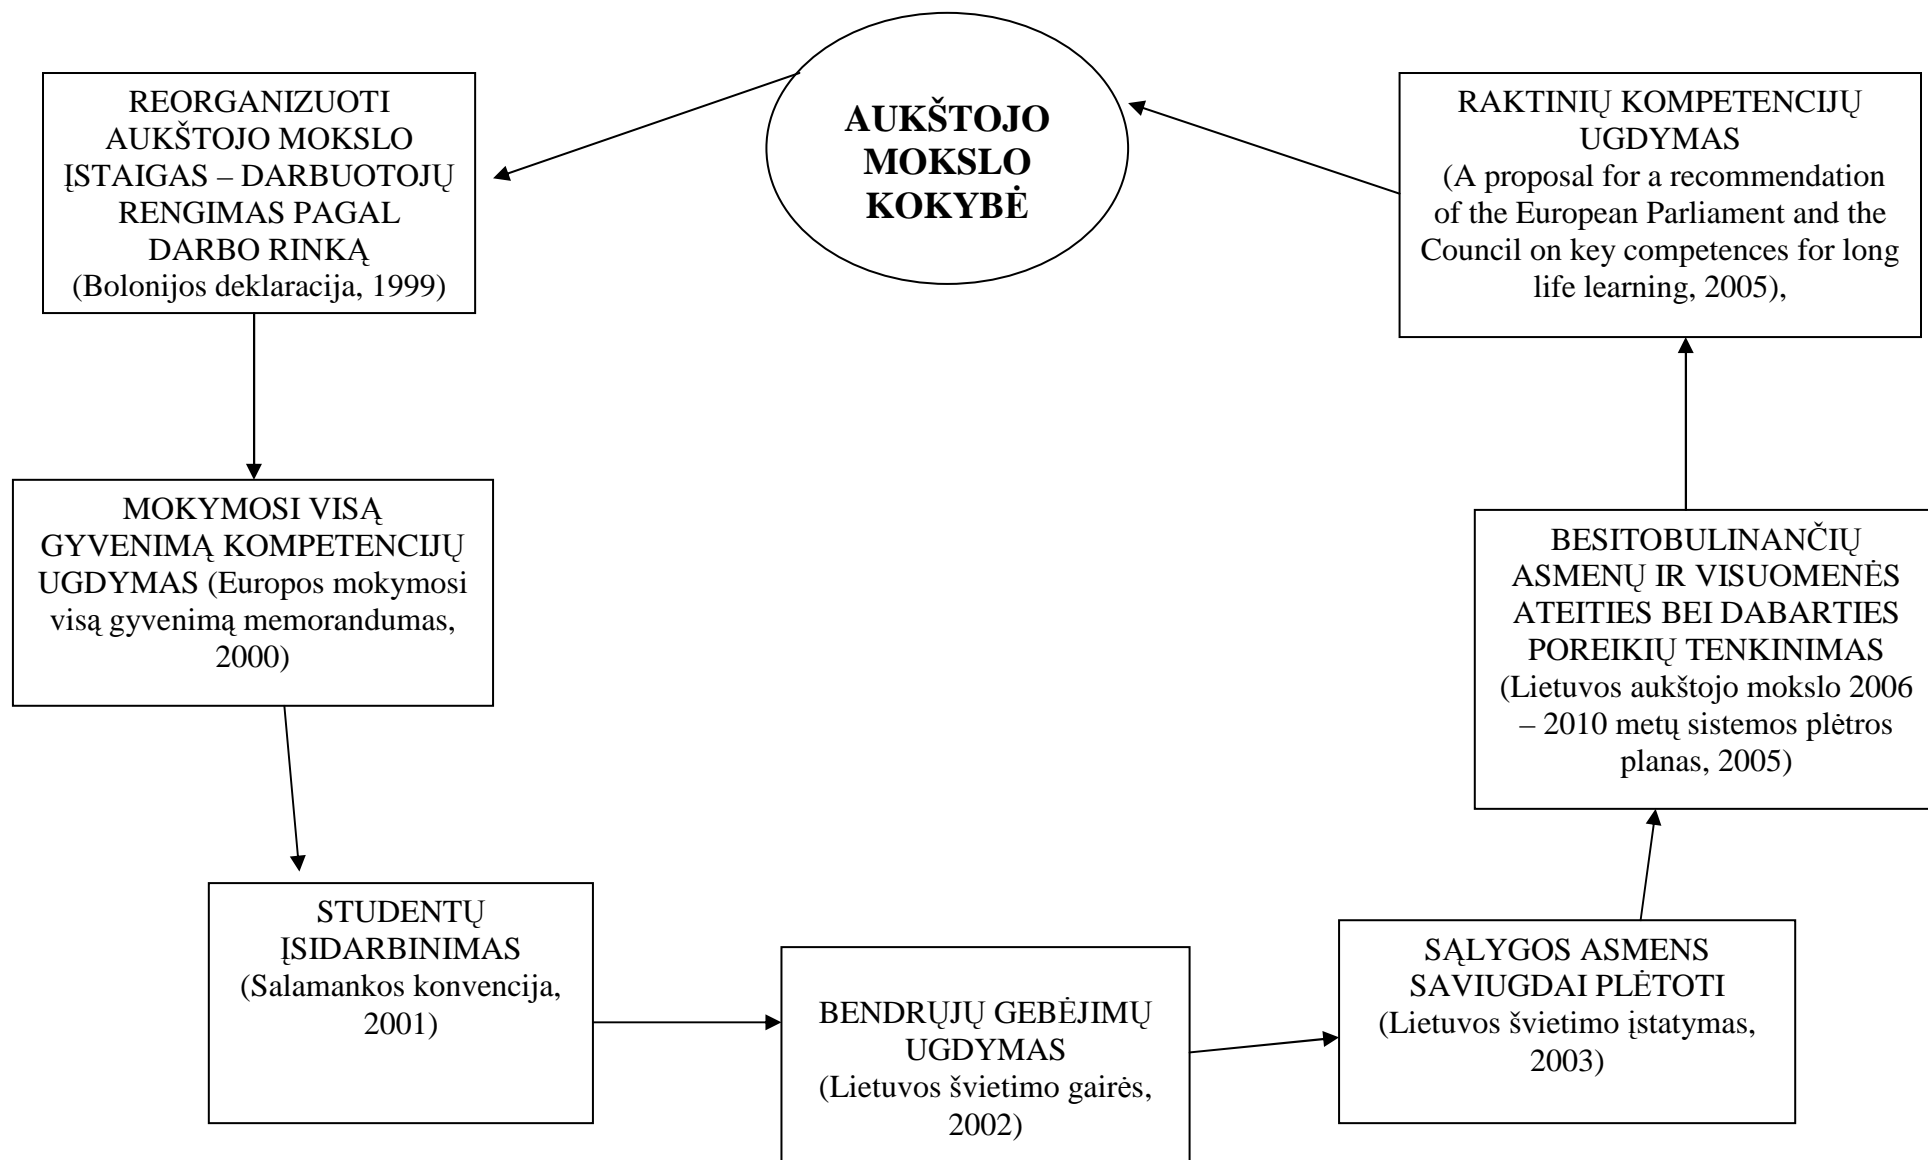 AUKŠTOJO
MOKSLO
KOKYBĖ
REORGANIZUOTI
AUKŠTOJO MOKSLO
ĮSTAIGAS – DARBUOTOJŲ
RENGIMAS PAGAL
DARBO RINKĄ
(Bolonijos deklaracija, 1999)
MOKYMOSI VISĄ
GYVENIMĄ KOMPETENCIJŲ
UGDYMAS (Europos mokymosi
visą gyvenimą memorandumas,
2000)
STUDENTŲ
ĮSIDARBINIMAS
(Salamankos konvencija,
2001)
BENDRŲJŲ GEBĖJIMŲ
UGDYMAS
(Lietuvos švietimo gairės,
2002)
SĄLYGOS ASMENS
SAVIUGDAI PLĖTOTI
(Lietuvos švietimo įstatymas,
2003)
BESITOBULINANČIŲ
ASMENŲ IR VISUOMENĖS
ATEITIES BEI DABARTIES
POREIKIŲ TENKINIMAS
(Lietuvos aukštojo mokslo 2006
– 2010 metų sistemos plėtros
planas, 2005)
RAKTINIŲ KOMPETENCIJŲ
UGDYMAS
(A proposal for a recommendation
of the European Parliament and the
Council on key competences for long
life learning, 2005),